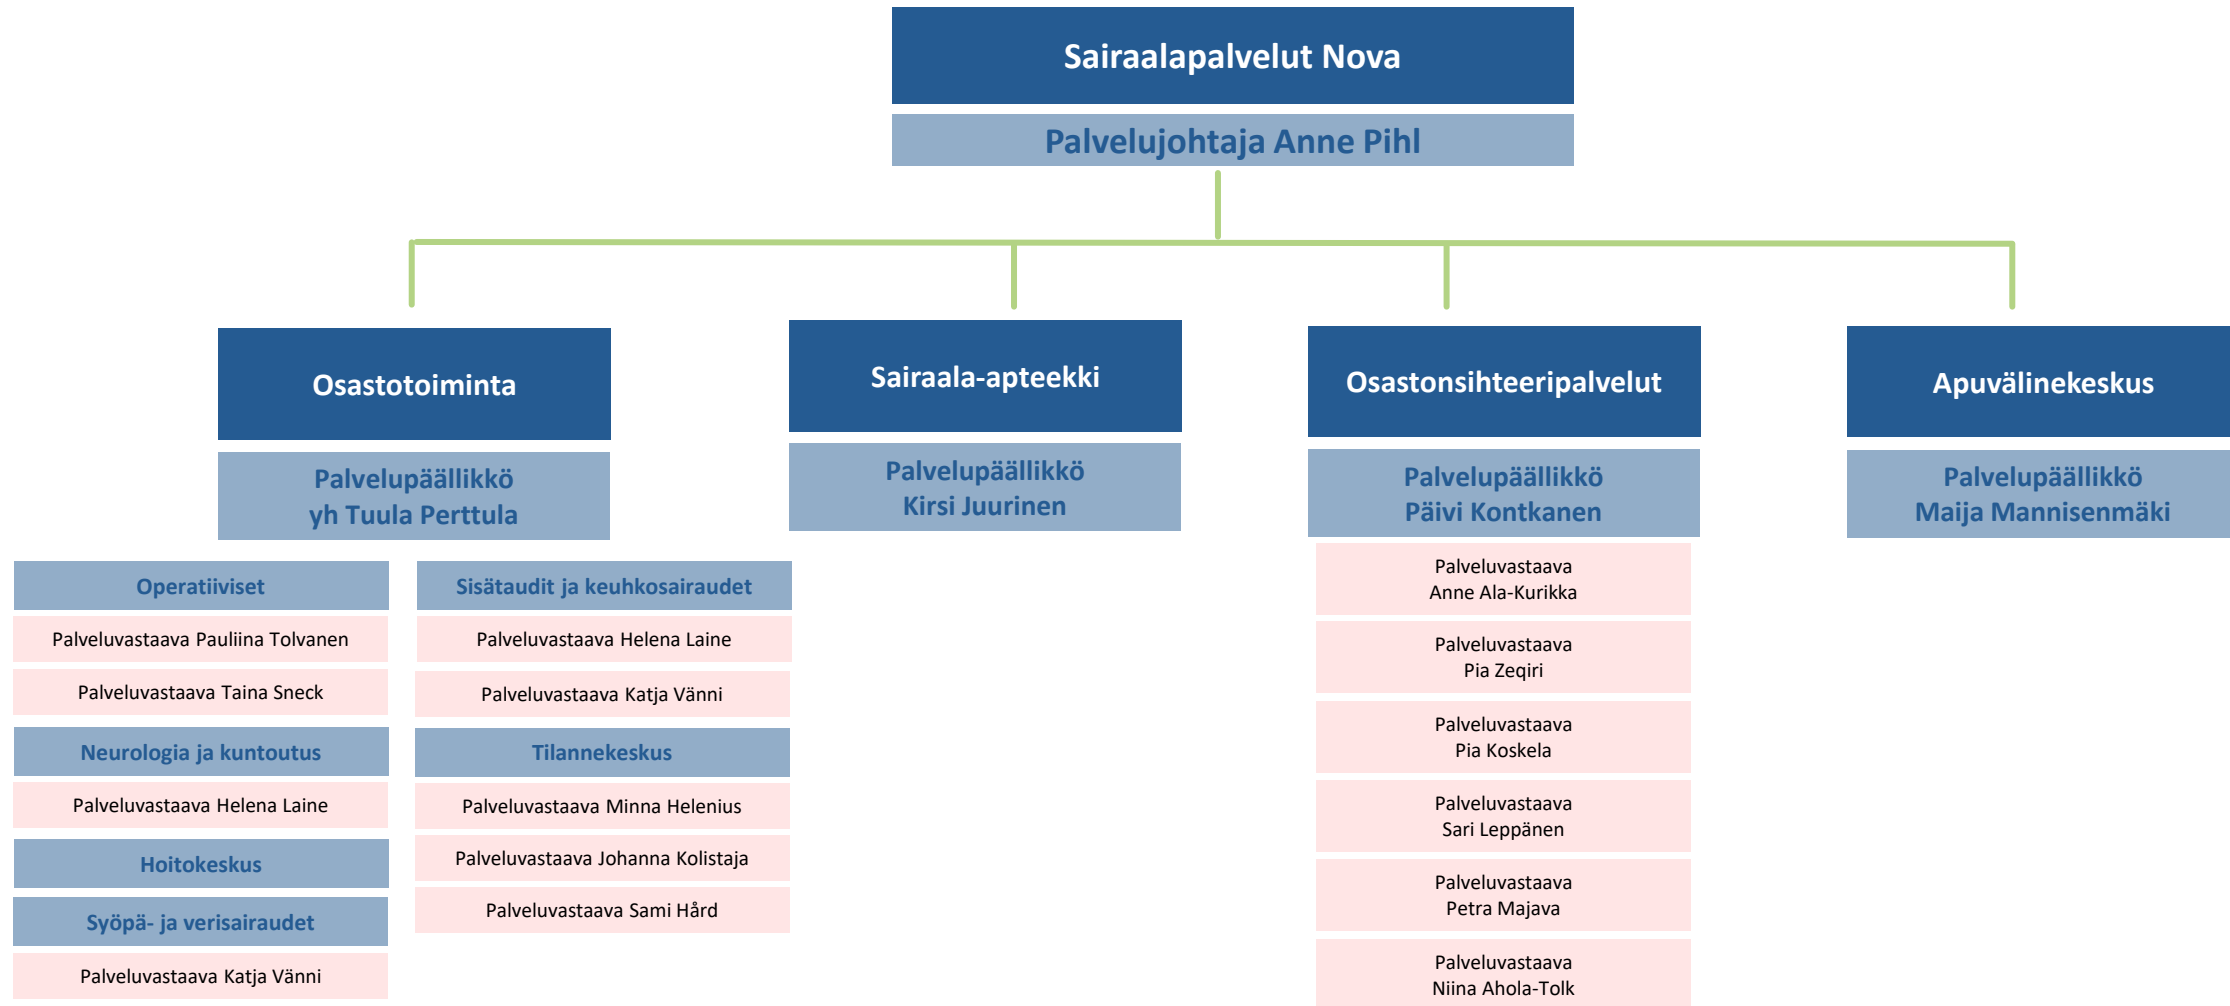 Sairaalapalvelut Nova
Palvelujohtaja Anne Pihl
Osastotoiminta
Palvelupäällikkö
yh Tuula Perttula
Operatiiviset
Palveluvastaava Pauliina Tolvanen
Palveluvastaava Taina Sneck
Neurologia ja kuntoutus
Palveluvastaava Helena Laine
Hoitokeskus
Syöpä- ja verisairaudet
Palveluvastaava Katja Vänni
Sisätaudit ja keuhkosairaudet
Palveluvastaava Helena Laine
Palveluvastaava Katja Vänni
Tilannekeskus
Palveluvastaava Minna Helenius
Palveluvastaava Johanna Kolistaja
Palveluvastaava Sami Hård
Sairaala-apteekki
Palvelupäällikkö
Kirsi Juurinen
Osastonsihteeripalvelut
Palvelupäällikkö
Päivi Kontkanen
Palveluvastaava
Anne Ala-Kurikka
Palveluvastaava
Pia Zeqiri
Palveluvastaava
Pia Koskela
Palveluvastaava
Sari Leppänen
Palveluvastaava
Petra Majava
Palveluvastaava
Niina Ahola-Tolk
Apuvälinekeskus
Palvelupäällikkö
Maija Mannisenmäki